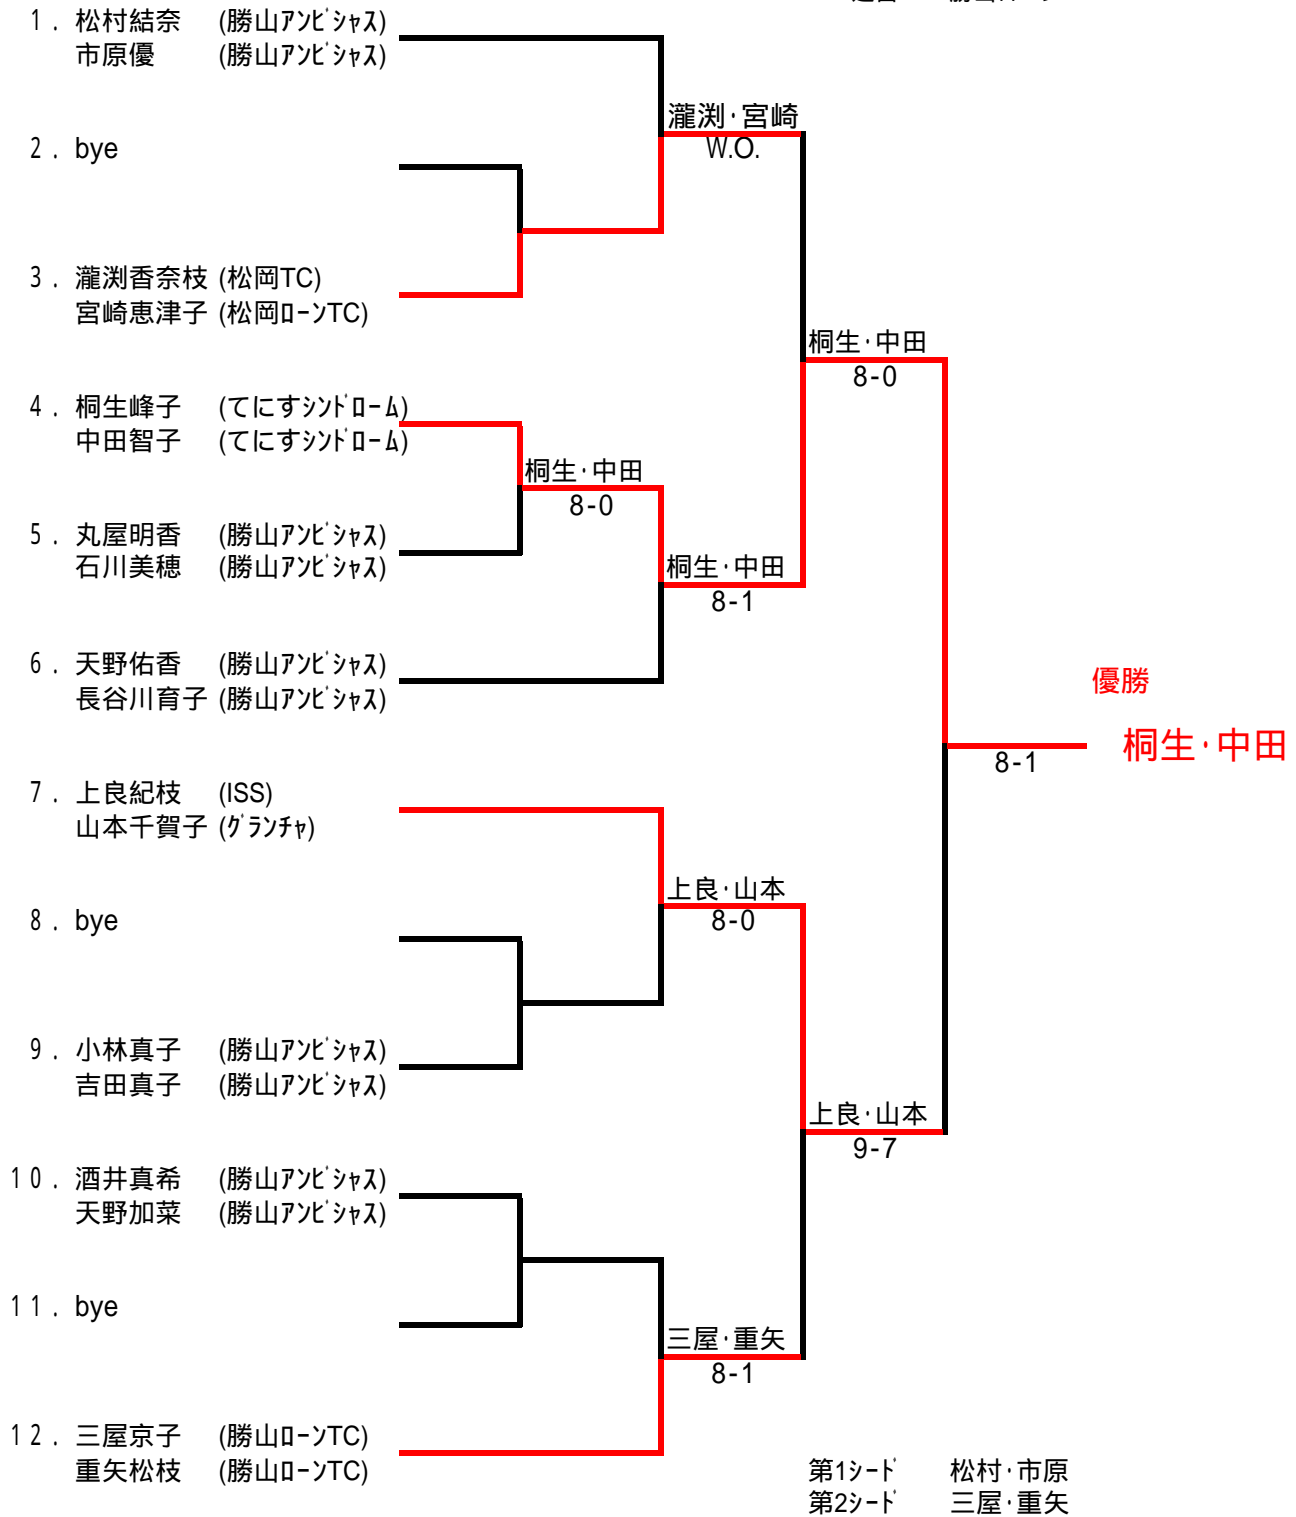 1. 松村結奈 (勝山アンビシャス)
市原優 (勝山アンビシャス)
瀧渕・宮崎
W.O.
2. bye
3. 瀧渕香奈枝 (松岡TC)
宮崎恵津子 (松岡ローンTC)
桐生・中田
8-0
4. 桐生峰子 (てにすシンドローム)
中田智子 (てにすシンドローム)
桐生・中田
8-0
5. 丸屋明香 (勝山アンビシャス)
石川美穂 (勝山アンビシャス)
桐生・中田
8-1
6. 天野佑香 (勝山アンビシャス)
長谷川育子 (勝山アンビシャス)
優勝
桐生・中田
8-1
7. 上良紀枝 (ISS)
山本千賀子 (グランチャ)
上良・山本
8-0
8. bye
9. 小林真子 (勝山アンビシャス)
吉田真子 (勝山アンビシャス)
上良・山本
9-7
10. 酒井真希 (勝山アンビシャス)
天野加菜 (勝山アンビシャス)
11. bye
三屋・重矢
8-1
12. 三屋京子 (勝山ローンTC)
重矢松枝 (勝山ローンTC)
第1シード 松村・市原
第2シード 三屋・重矢